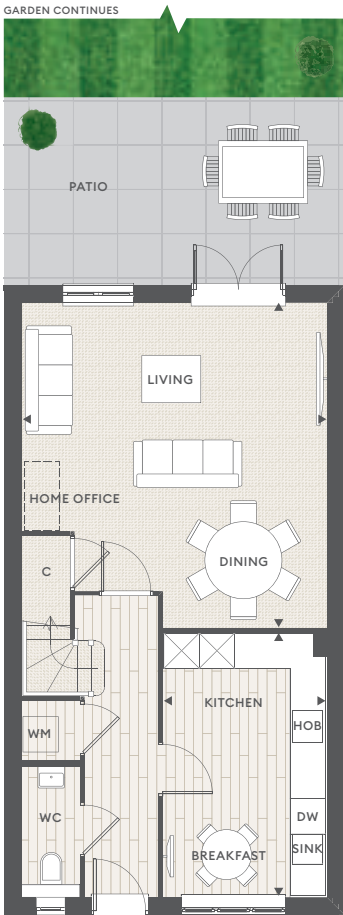 GARDEN CONTINUES
PATIO
LIVING
HOME OFFICE
DINING
C
KITCHEN
HOB
WM
DW
WC
SINK
BREAKFAST